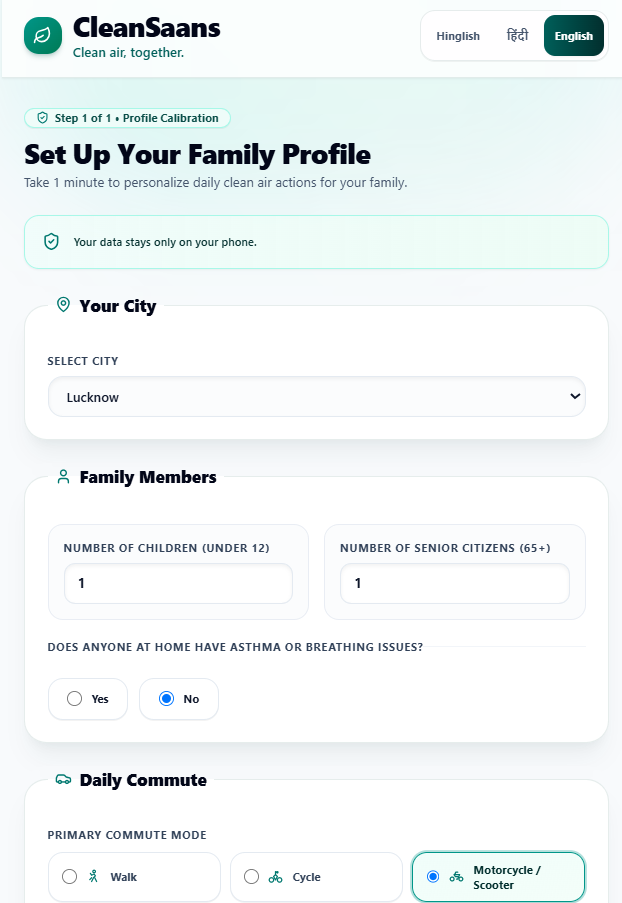 CleanSaans
Clean air, together.
Hinglish
हिंदी
English
Step 1 of 1 • Profile Calibration
Set Up Your Family Profile
Take 1 minute to personalize daily clean air actions for your family.
Your data stays only on your phone.
Your City
SELECT CITY
Lucknow
Family Members
NUMBER OF CHILDREN (UNDER 12)
1
NUMBER OF SENIOR CITIZENS (65+)
1
DOES ANYONE AT HOME HAVE ASTHMA OR BREATHING ISSUES?
Yes
No
Daily Commute
PRIMARY COMMUTE MODE
Walk
Cycle
Motorcycle /
Scooter